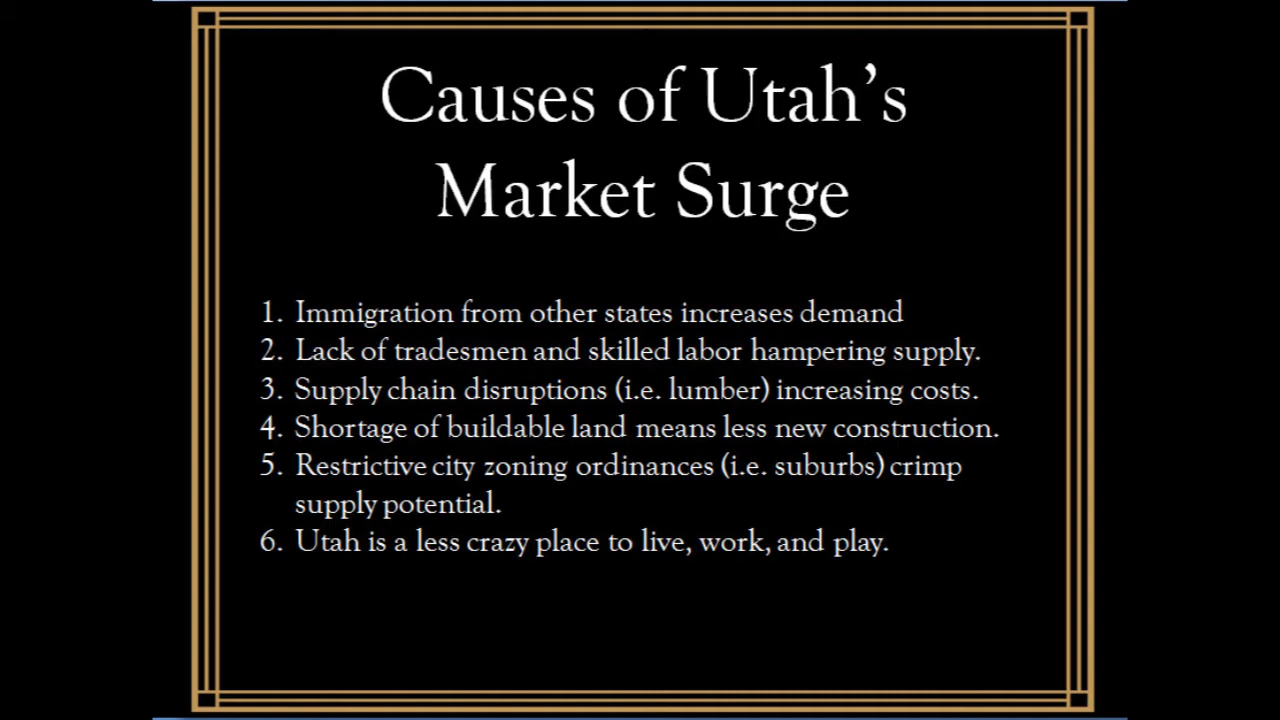 Causes of Utah's
Market Surge
1. Immigration from other states increases demand
2. Lack of tradesmen and skilled labor hampering supply.
3. Supply chain disruptions (i.e. lumber) increasing costs.
4. Shortage of buildable land means less new construction.
5. Restrictive city zoning ordinances (i.e. suburbs) crimp
supply potential.
6. Utah is a less crazy place to live, work, and play.